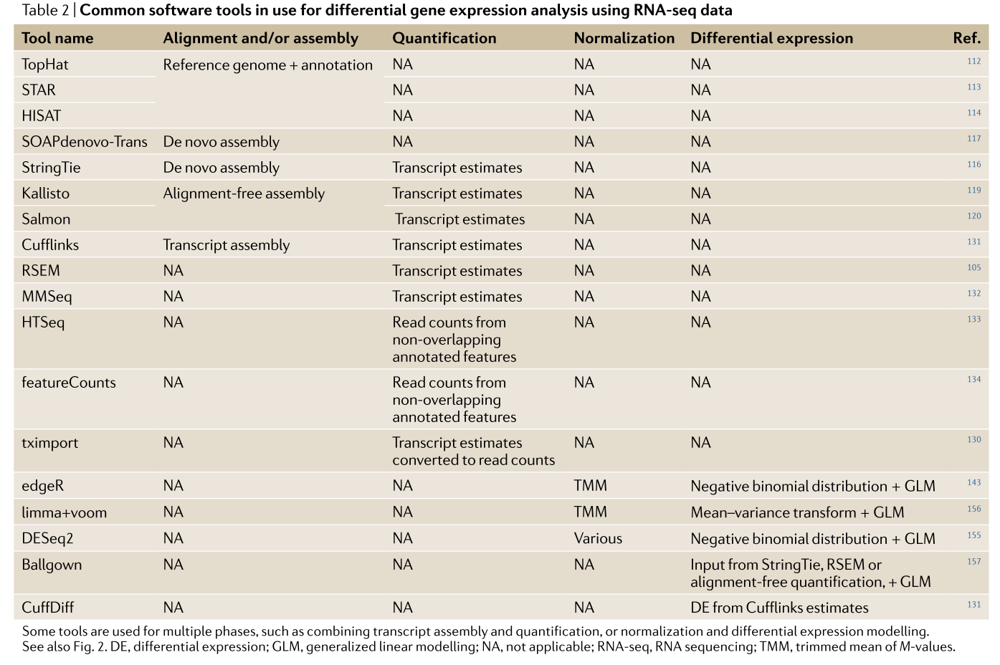 Table 2 | Common software tools in use for differential gene expression analysis using RNA-seq data
Tool name Alignment and/or assembly Quantification Normalization Differential expression Ref.
TopHat Reference genome + annotation NA NA NA 112
STAR NA NA NA 113
HISAT NA NA NA 114
SOAPdenovo-Trans De novo assembly NA NA NA 117
StringTie De novo assembly Transcript estimates NA NA 116
Kallisto Alignment-free assembly Transcript estimates NA NA 119
Salmon Transcript estimates NA NA 120
Cufflinks Transcript assembly Transcript estimates NA NA 131
RSEM NA Transcript estimates NA NA 105
MMSeq NA Transcript estimates NA NA 132
HTSeq NA Read counts from NA NA 133
non-overlapping
annotated features
featureCounts NA Read counts from NA NA 134
non-overlapping
annotated features
tximport NA Transcript estimates NA NA 130
converted to read counts
edgeR NA NA TMM Negative binomial distribution + GLM 143
limma+voom NA NA TMM Mean–variance transform + GLM 156
DESeq2 NA NA Various Negative binomial distribution + GLM 155
Ballgown NA NA NA Input from StringTie, RSEM or 157
alignment-free quantification, + GLM
CuffDiff NA NA NA DE from Cufflinks estimates 131
Some tools are used for multiple phases, such as combining transcript assembly and quantification, or normalization and differential expression modelling.
See also Fig. 2. DE, differential expression; GLM, generalized linear modelling; NA, not applicable; RNA-seq, RNA sequencing; TMM, trimmed mean of M-values.